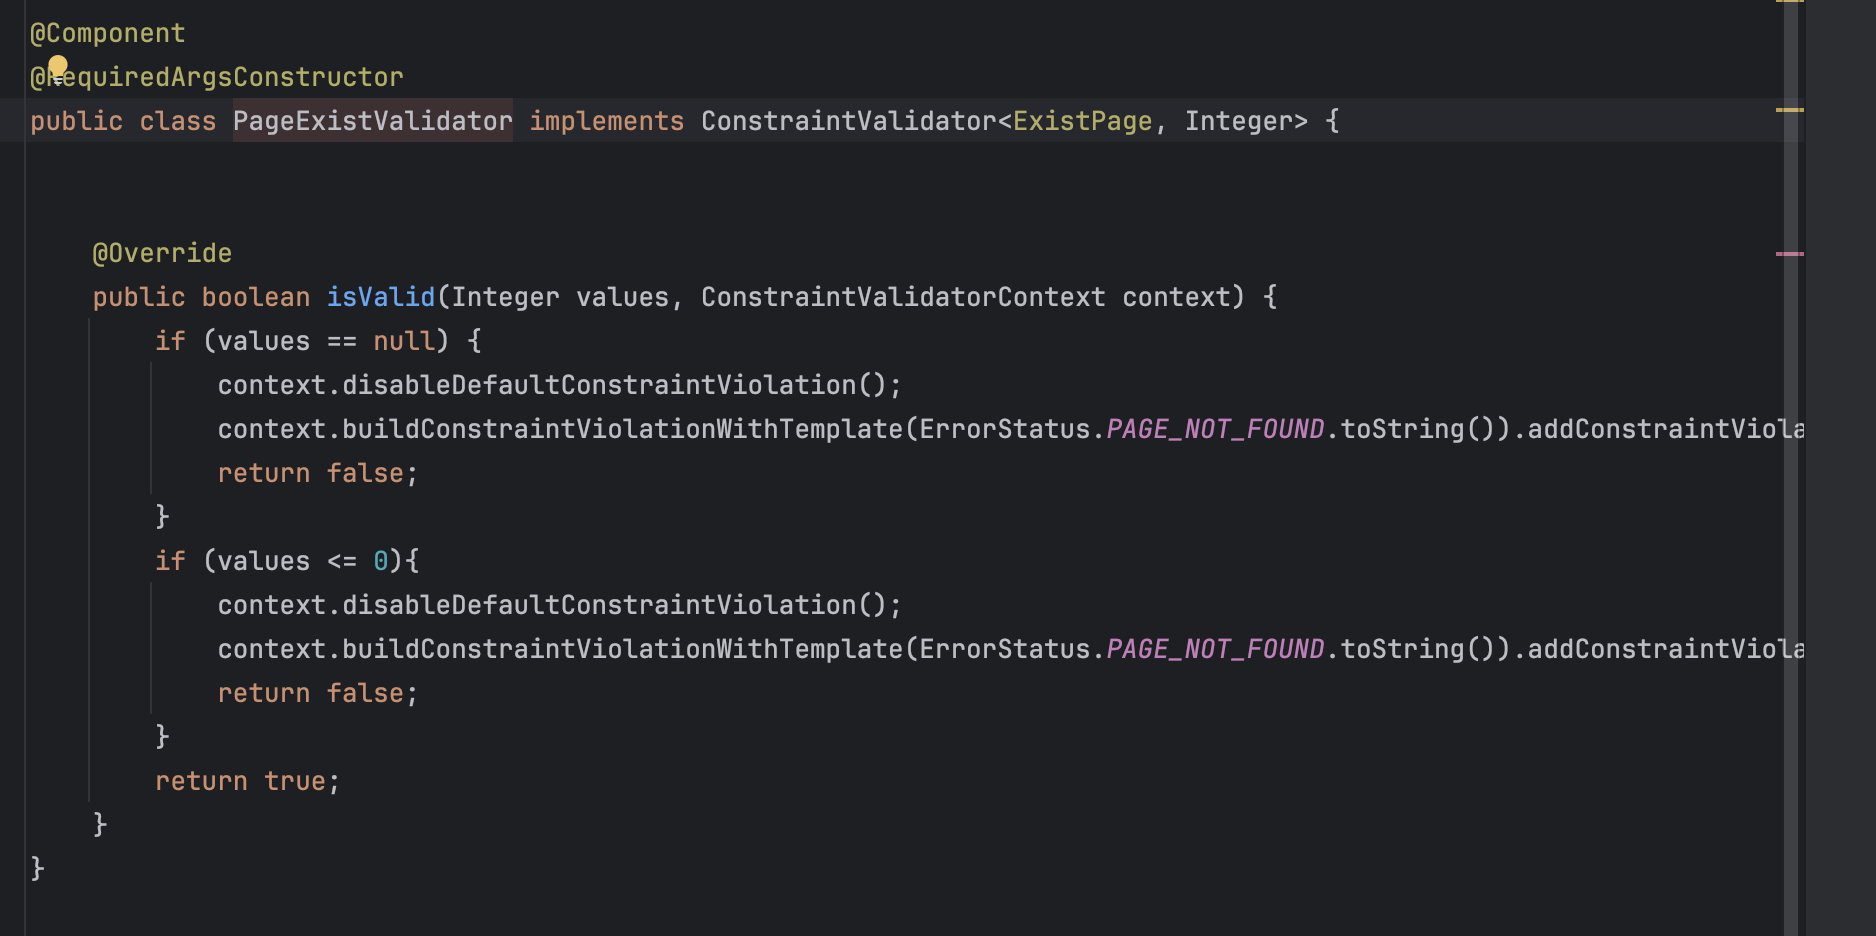 @Component
@RequiredArgsConstructor
public class PageExistValidator implements ConstraintValidator<ExistPage, Integer> {
@Override
public boolean isValid(Integer values, ConstraintValidatorContext context) {
if (values == null) {
context.disableDefaultConstraintViolation();
context.buildConstraintViolationWithTemplate(ErrorStatus.PAGE_NOT_FOUND.toString()).addConstraintViola
return false;
}
if (values <= 0){
context.disableDefaultConstraintViolation();
context.buildConstraintViolationWithTemplate(ErrorStatus.PAGE_NOT_FOUND.toString()).addConstraintViola
return false;
}
return true;
}
}